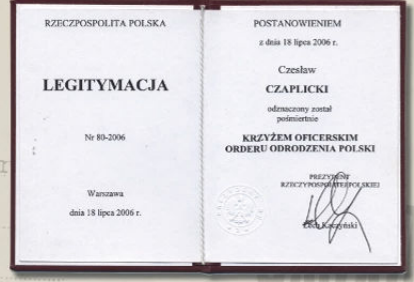 RZECZPOSPOLITA POLSKA
LEGITYMACJA
Nr 80-2006
Warszawa
dnia 18 lipca 2006 r.
POSTANOWIENIEM
z dnia 18 lipca 2006 r.
Czesław
CZAPLICKI
odznaczony został
pośmiertnie
KRZYŻEM OFICERSKIM
ORDERU ODRODZENIA POLSKI
PREZYDENT
RZECZYPOSPOLITEJ POLSKIEJ
Lech Kaczyński